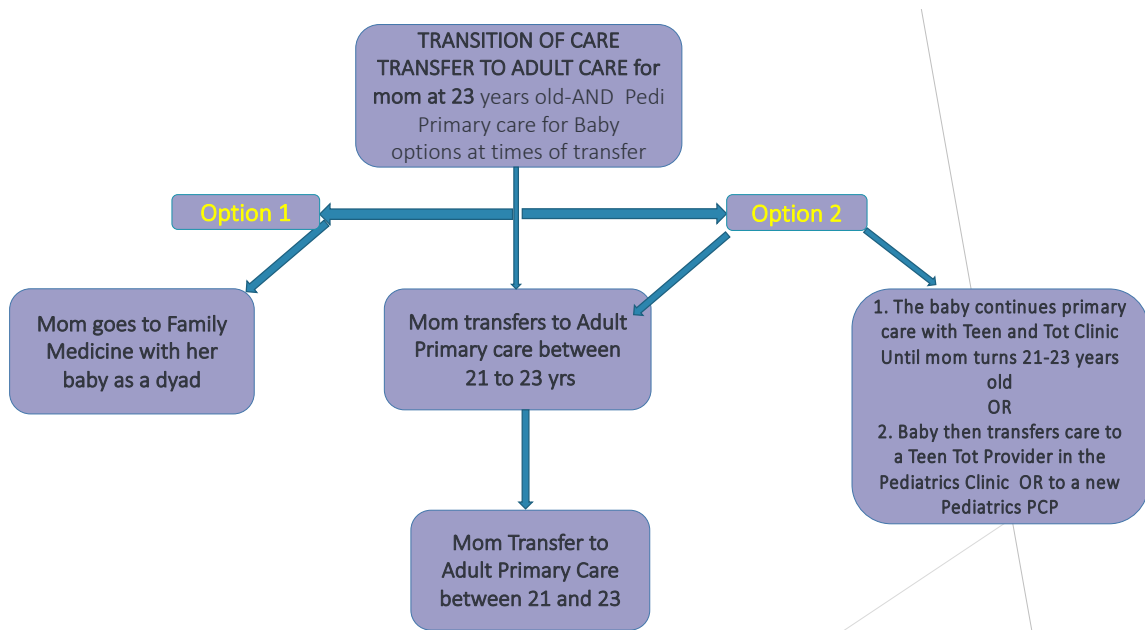 TRANSITION OF CARE
TRANSFER TO ADULT CARE for
mom at 23 years old-AND Pedi
Primary care for Baby
options at times of transfer
Option 1
Option 2
Mom goes to Family
Medicine with her
baby as a dyad
Mom transfers to Adult
Primary care between
21 to 23 yrs
1. The baby continues primary
care with Teen and Tot Clinic
Until mom turns 21-23 years
old
OR
2. Baby then transfers care to
a Teen Tot Provider in the
Pediatrics Clinic OR to a new
Pediatrics PCP
Mom Transfer to
Adult Primary Care
between 21 and 23